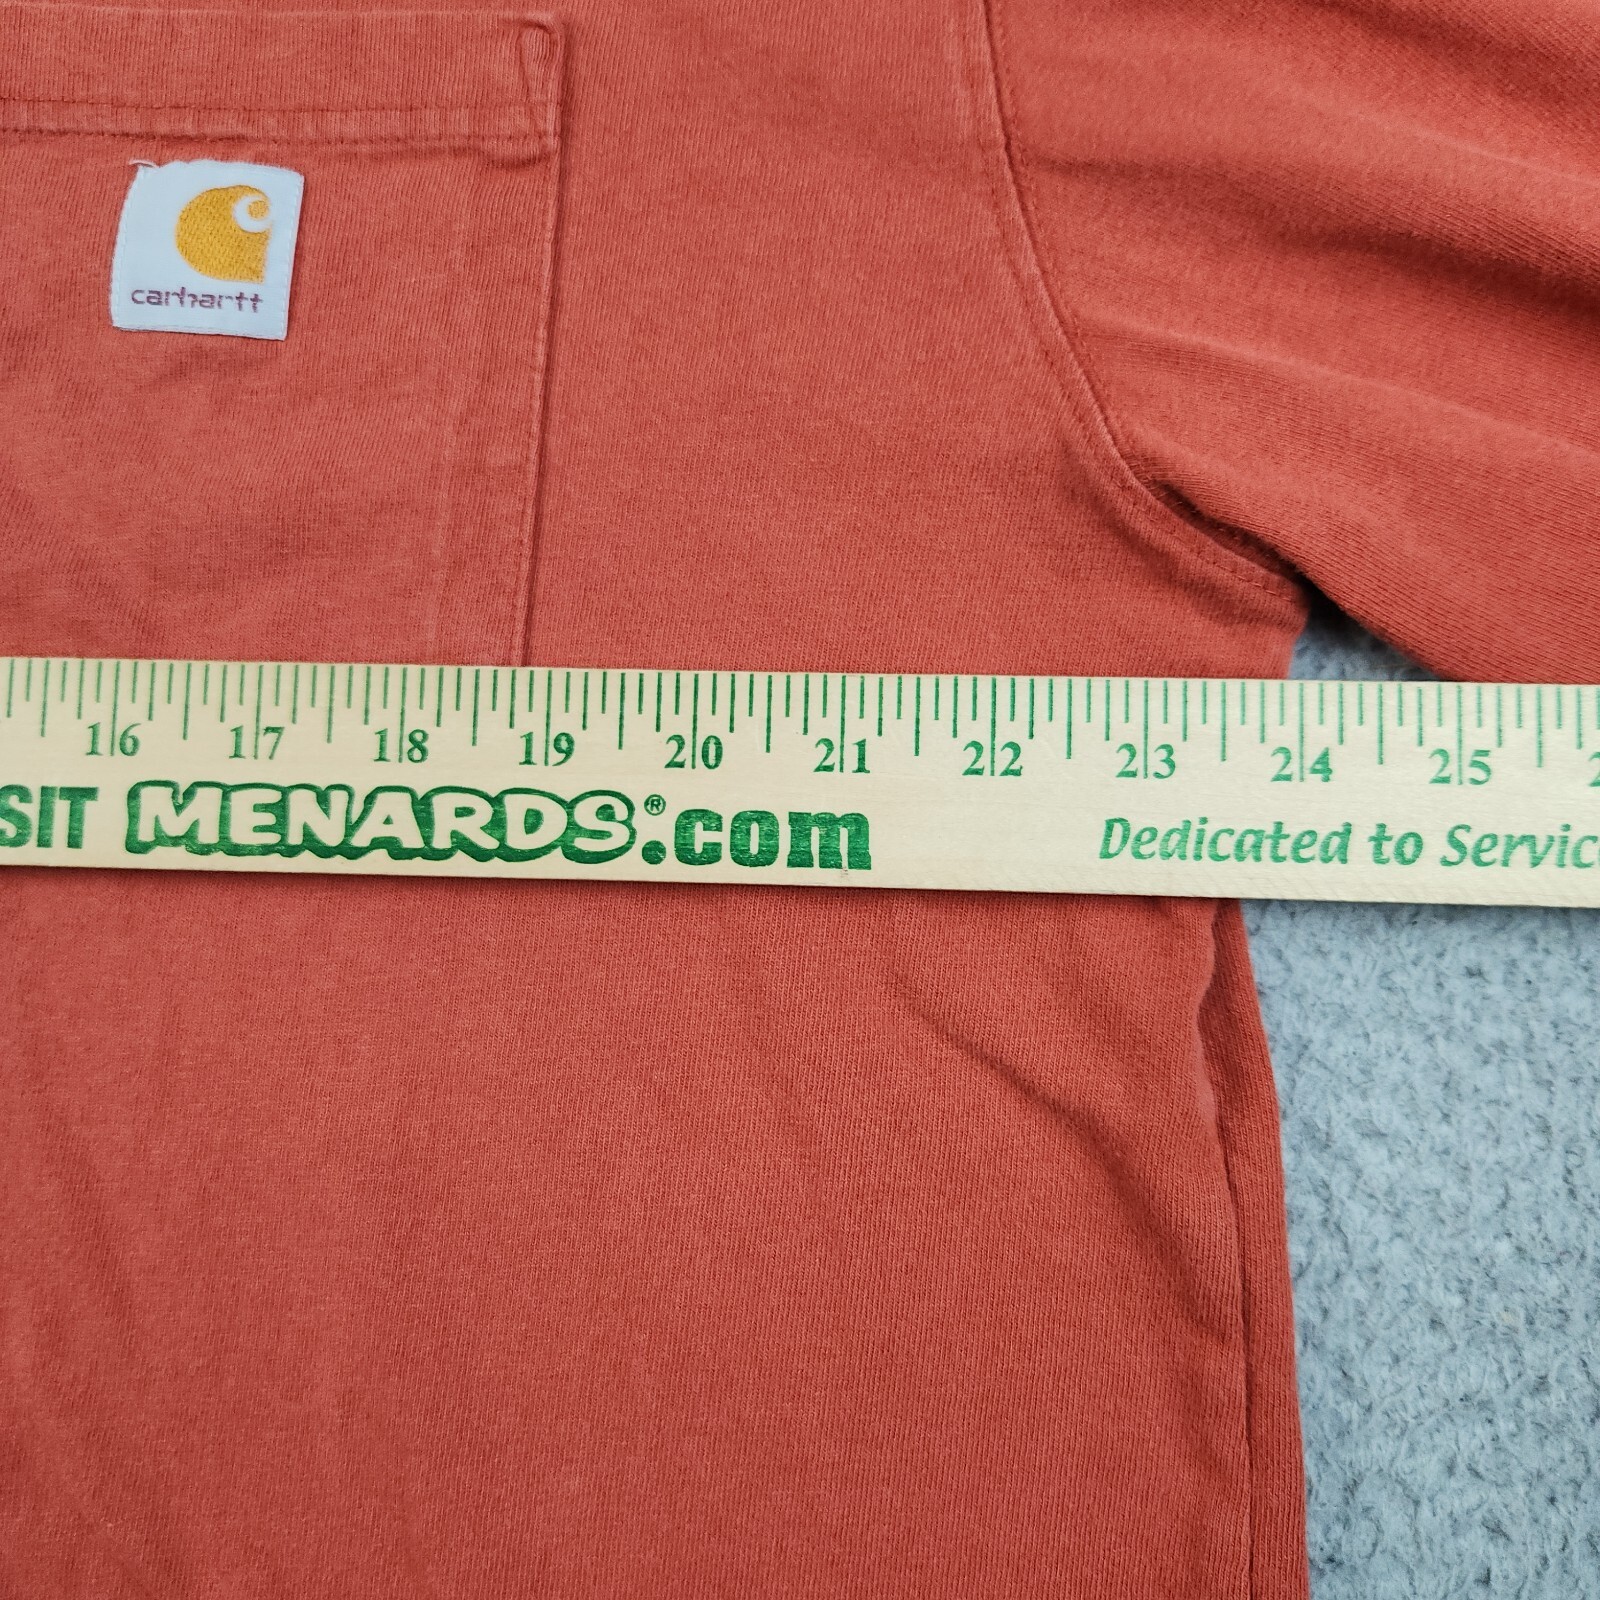 carhartt
16 17 18 19 20 21 22 23 24 25
SIT MENARDS®.com Dedicated to Servic